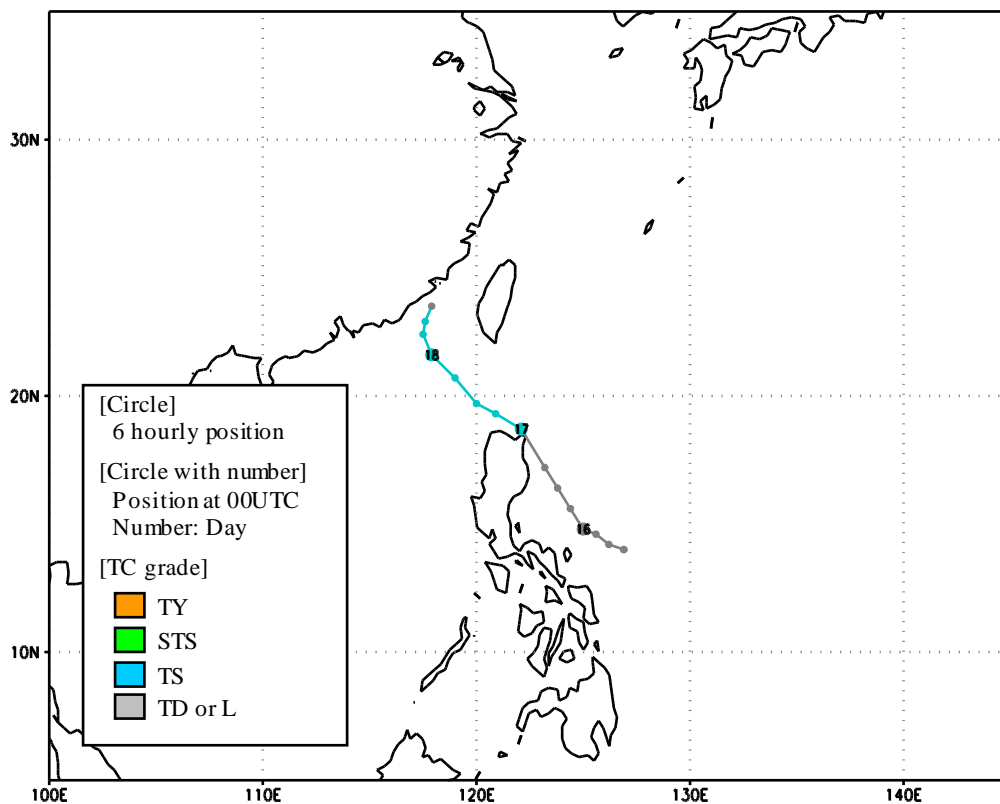 30N
20N
10N
18
17
16
[Circle]
6 hourly position
[Circle with number]
Position at 00UTC
Number: Day
[TC grade]
TY
STS
TS
TD or L
100E 110E 120E 130E 140E